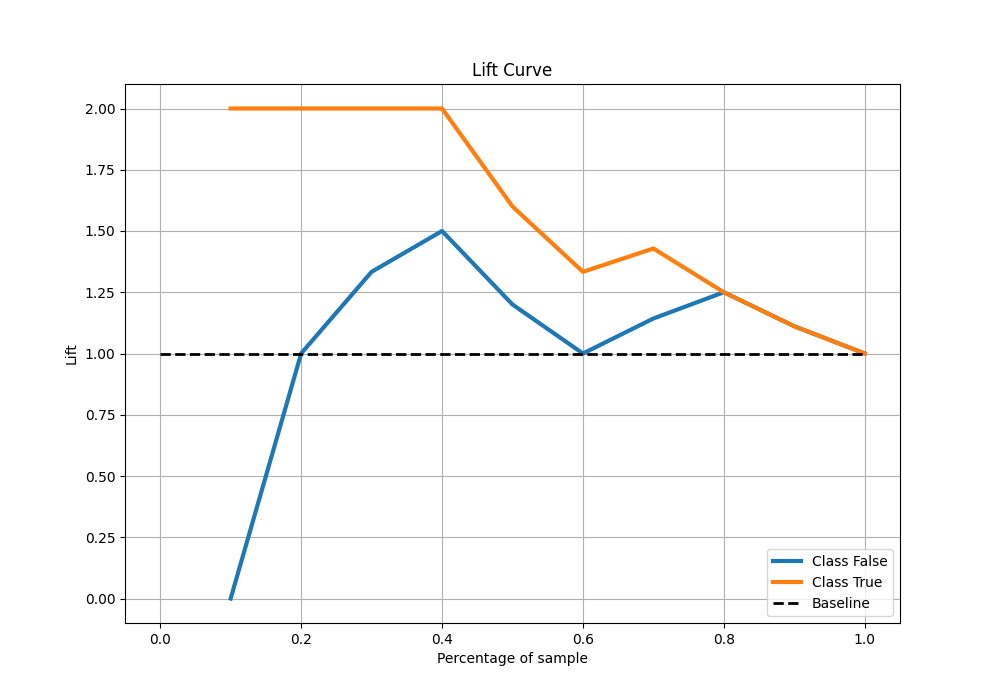 Lift Curve
2.00
1.75
1.50
1.25
1.00
0.75
0.50
0.25
0.00
Lift
0.0 0.2 0.4 0.6 0.8 1.0
Percentage of sample
Class False
Class True
Baseline